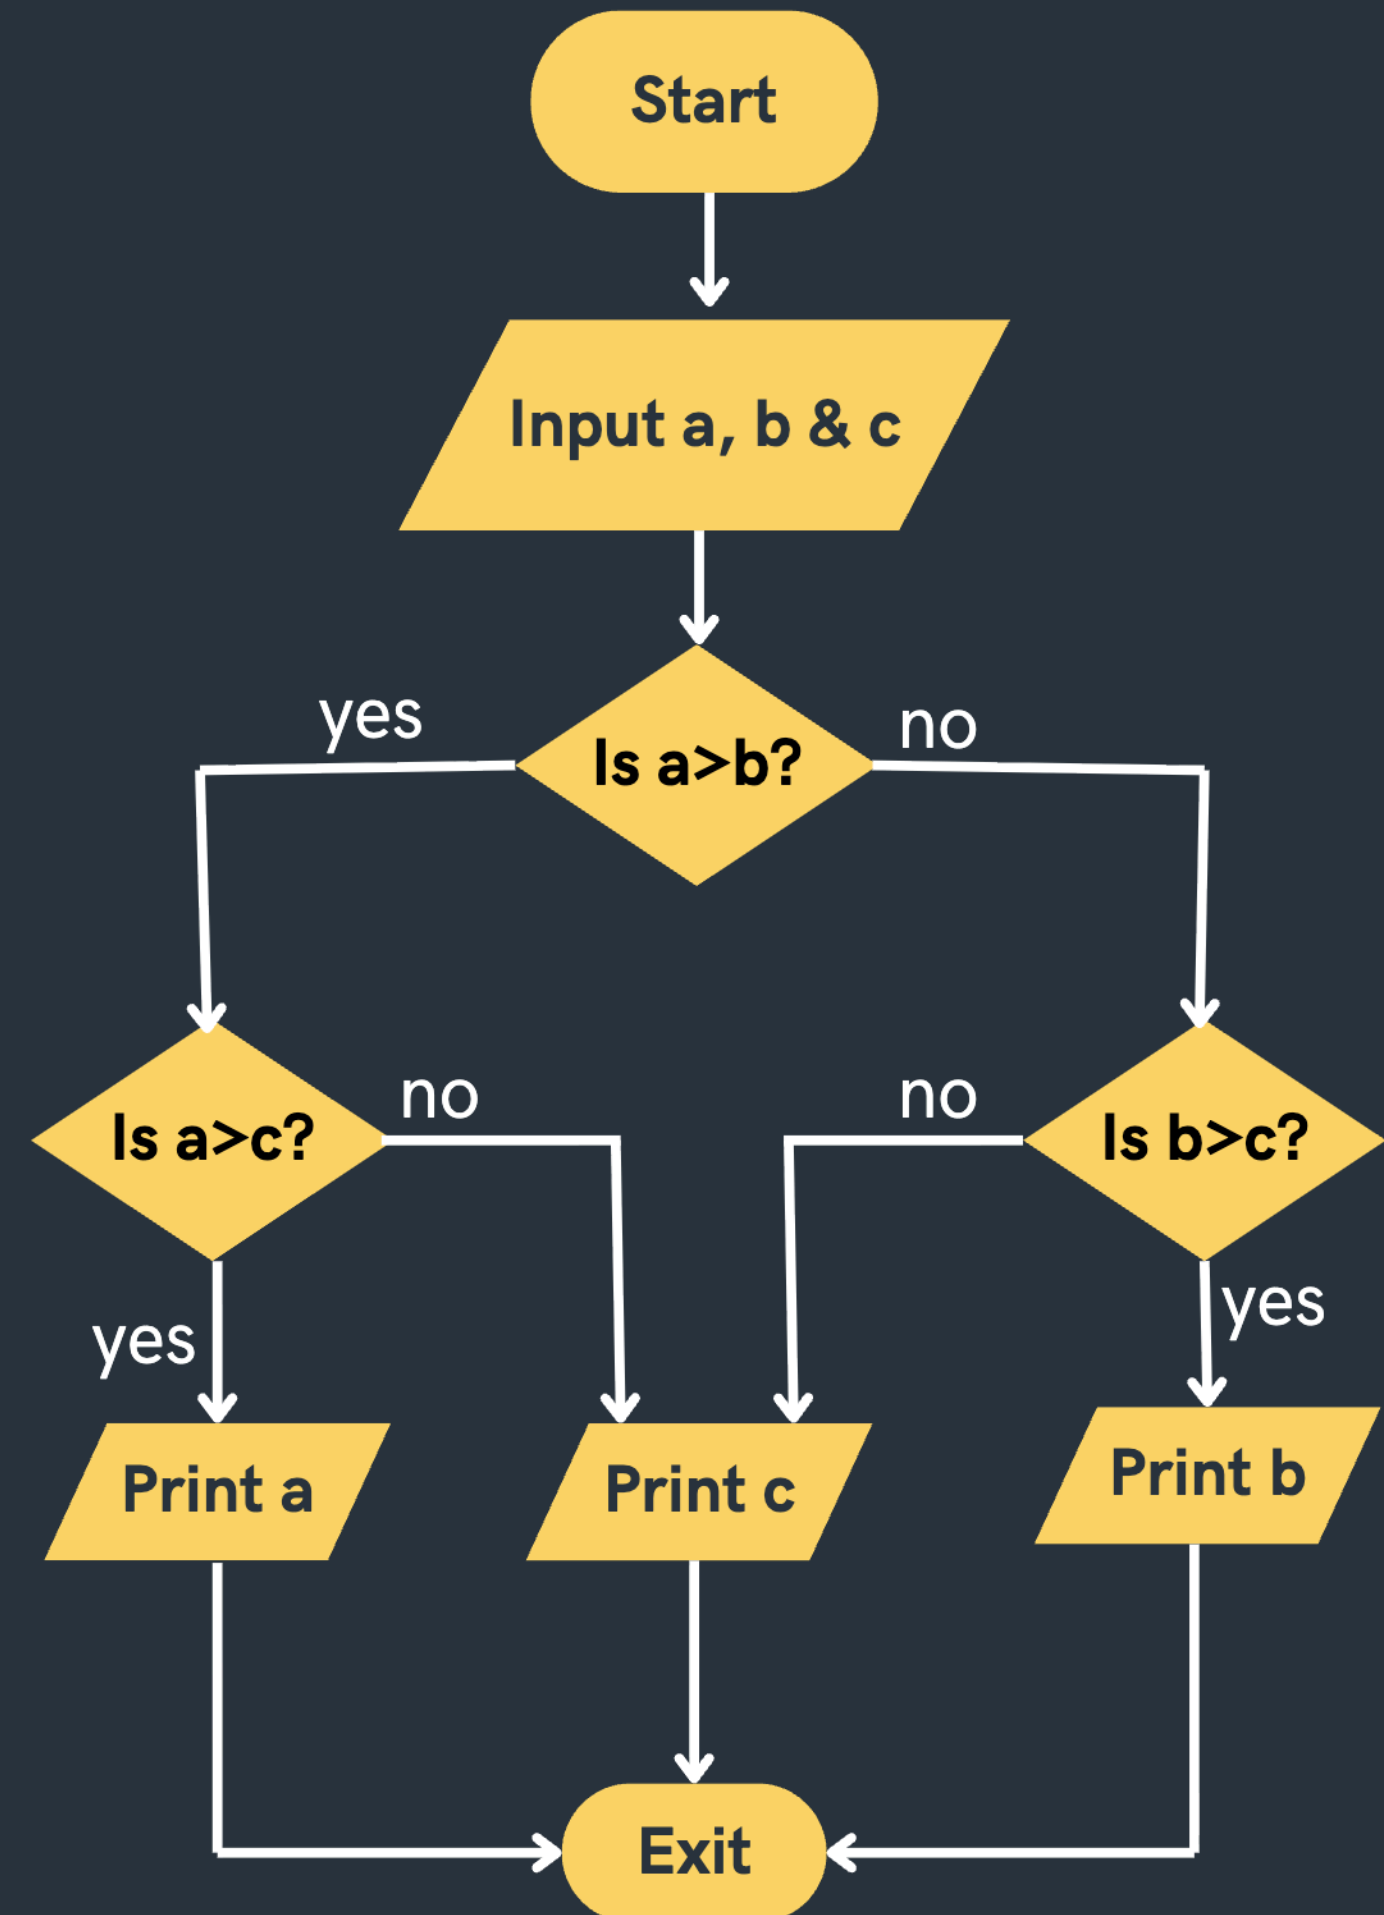 Start
Input a, b & c
yes
no
Is a>b?
no
no
Is a>c?
Is b>c?
yes
yes
Print a
Print c
Print b
Exit